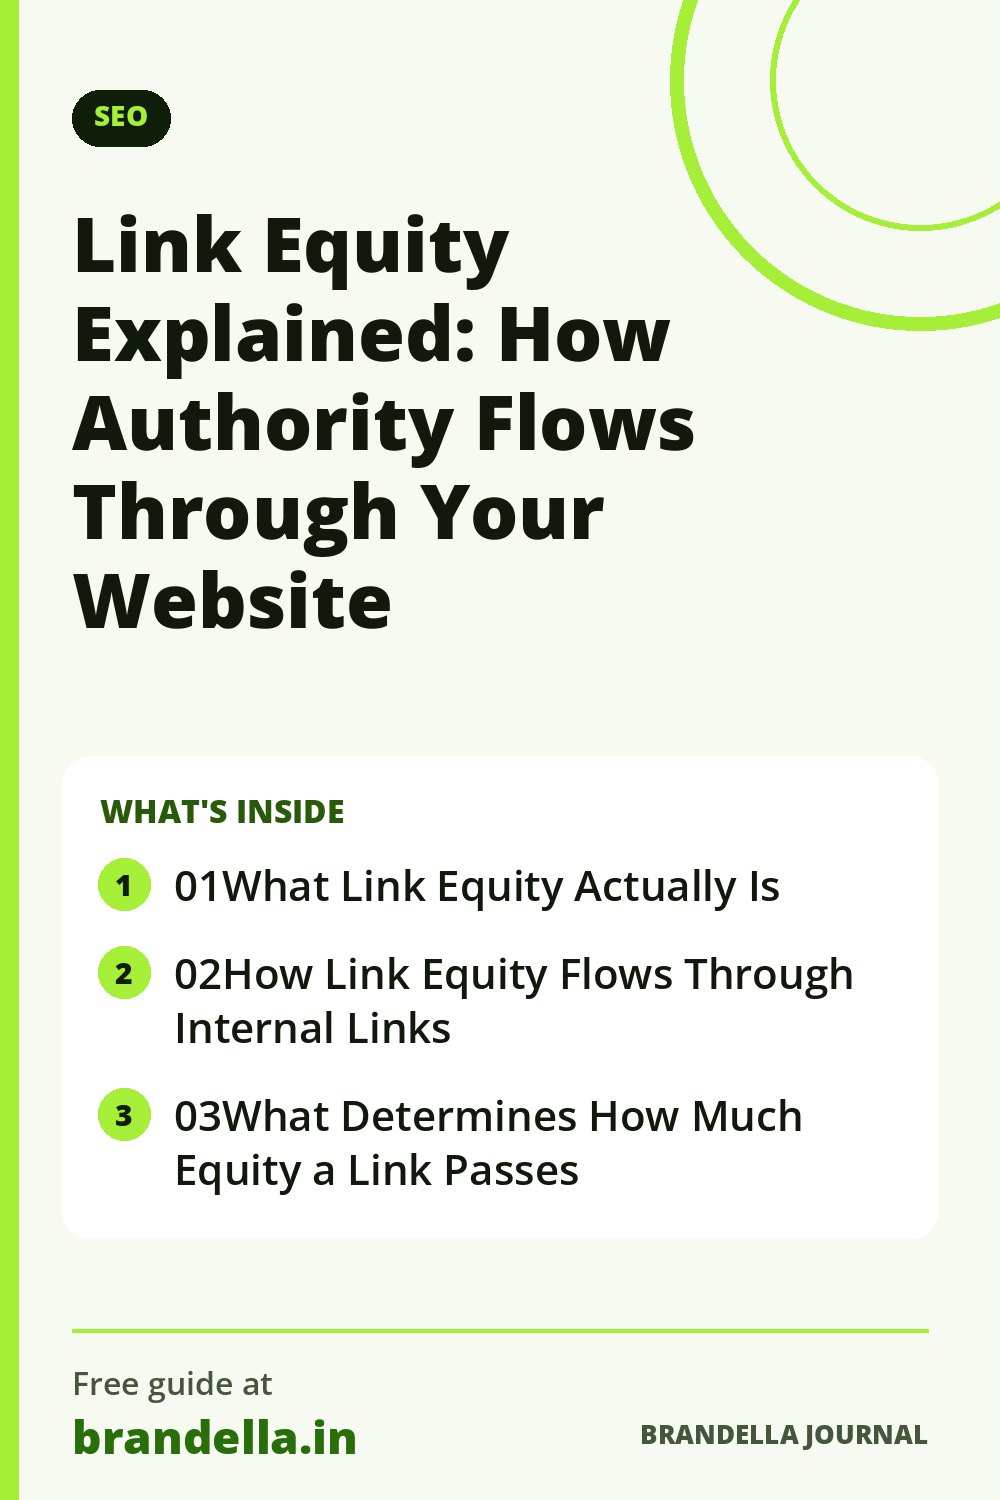 SEO
Link Equity
Explained: How
Authority Flows
Through Your
Website
WHAT'S INSIDE
1 01What Link Equity Actually Is
2 02How Link Equity Flows Through
Internal Links
3 03What Determines How Much
Equity a Link Passes
Free guide at
brandella.in
BRANDELLA JOURNAL